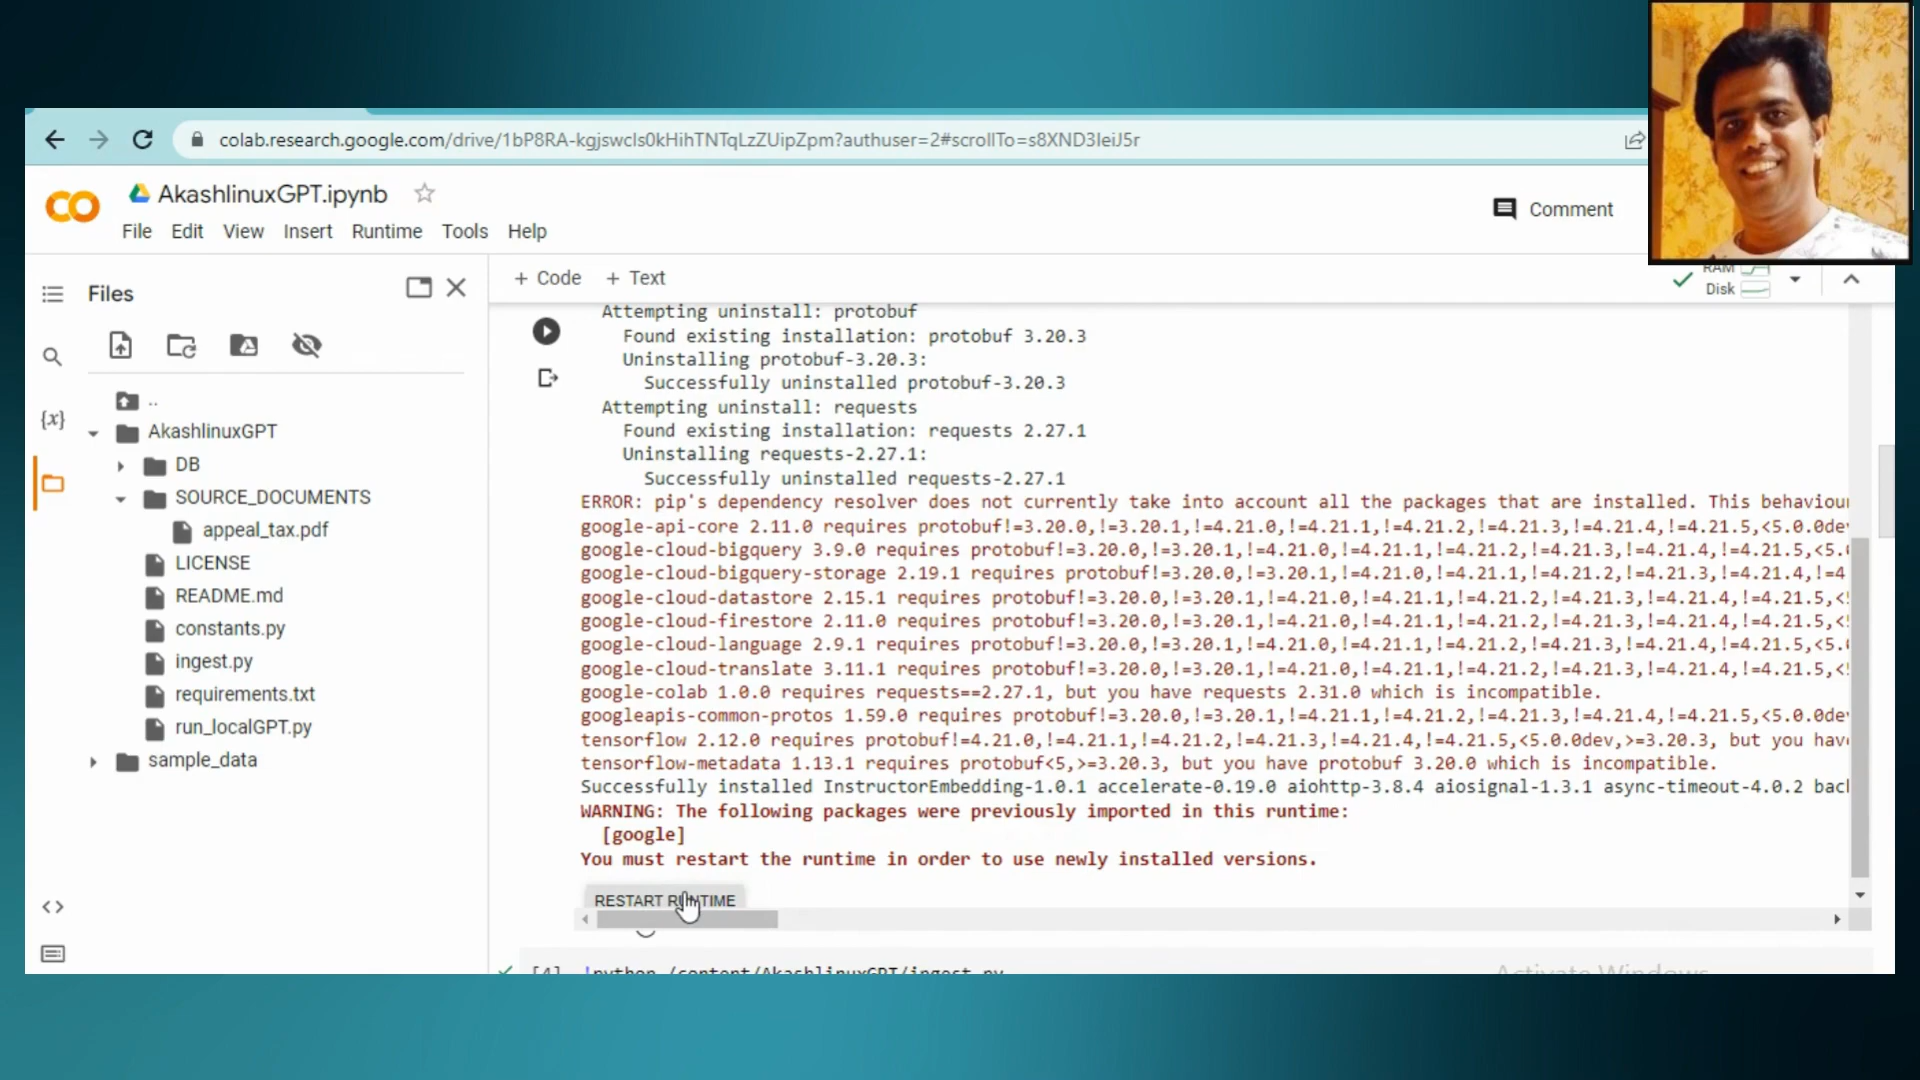 colab.research.google.com/drive/1bP8RA-kgjswcls0kHihTNTqLzZUipZpm?authuser=2#scrollTo=s8XND3IeiJ5r
AkashlinuxGPT.ipynb
File Edit View Insert Runtime Tools Help
Comment
Files
+ Code + Text
RAM
Disk
..
AkashlinuxGPT
DB
SOURCE_DOCUMENTS
appeal_tax.pdf
LICENSE
README.md
constants.py
ingest.py
requirements.txt
run_localGPT.py
sample_data
{x}
Attempting uninstall: protobuf
Found existing installation: protobuf 3.20.3
Uninstalling protobuf-3.20.3:
Successfully uninstalled protobuf-3.20.3
Attempting uninstall: requests
Found existing installation: requests 2.27.1
Uninstalling requests-2.27.1:
Successfully uninstalled requests-2.27.1
ERROR: pip's dependency resolver does not currently take into account all the packages that are installed. This behaviour
google-api-core 2.11.0 requires protobuf!=3.20.0,!=3.20.1,!=4.21.0,!=4.21.1,!=4.21.2,!=4.21.3,!=4.21.4,!=4.21.5,<5.0.0dev
google-cloud-bigquery 3.9.0 requires protobuf!=3.20.0,!=3.20.1,!=4.21.0,!=4.21.1,!=4.21.2,!=4.21.3,!=4.21.4,!=4.21.5,<5.0
google-cloud-bigquery-storage 2.19.1 requires protobuf!=3.20.0,!=3.20.1,!=4.21.0,!=4.21.1,!=4.21.2,!=4.21.3,!=4.21.4,!=4
google-cloud-datastore 2.15.1 requires protobuf!=3.20.0,!=3.20.1,!=4.21.0,!=4.21.1,!=4.21.2,!=4.21.3,!=4.21.4,!=4.21.5,<
google-cloud-firestore 2.11.0 requires protobuf!=3.20.0,!=3.20.1,!=4.21.0,!=4.21.1,!=4.21.2,!=4.21.3,!=4.21.4,!=4.21.5,<
google-cloud-language 2.9.1 requires protobuf!=3.20.0,!=3.20.1,!=4.21.0,!=4.21.1,!=4.21.2,!=4.21.3,!=4.21.4,!=4.21.5,<5.
google-cloud-translate 3.11.1 requires protobuf!=3.20.0,!=3.20.1,!=4.21.0,!=4.21.1,!=4.21.2,!=4.21.3,!=4.21.4,!=4.21.5,<
google-colab 1.0.0 requires requests==2.27.1, but you have requests 2.31.0 which is incompatible.
googleapis-common-protos 1.59.0 requires protobuf!=3.20.0,!=3.20.1,!=4.21.1,!=4.21.2,!=4.21.3,!=4.21.4,!=4.21.5,<5.0.0dev
tensorflow 2.12.0 requires protobuf!=4.21.0,!=4.21.1,!=4.21.2,!=4.21.3,!=4.21.4,!=4.21.5,<5.0.0dev,>=3.20.3, but you have
tensorflow-metadata 1.13.1 requires protobuf<5,>=3.20.3, but you have protobuf 3.20.0 which is incompatible.
Successfully installed InstructorEmbedding-1.0.1 accelerate-0.19.0 aiohttp-3.8.4 aiosignal-1.3.1 async-timeout-4.0.2 back
WARNING: The following packages were previously imported in this runtime:
[google]
You must restart the runtime in order to use newly installed versions.
RESTART RUNTIME
[4] !python /content/AkashlinuxGPT/ingest.py
Activate Windows